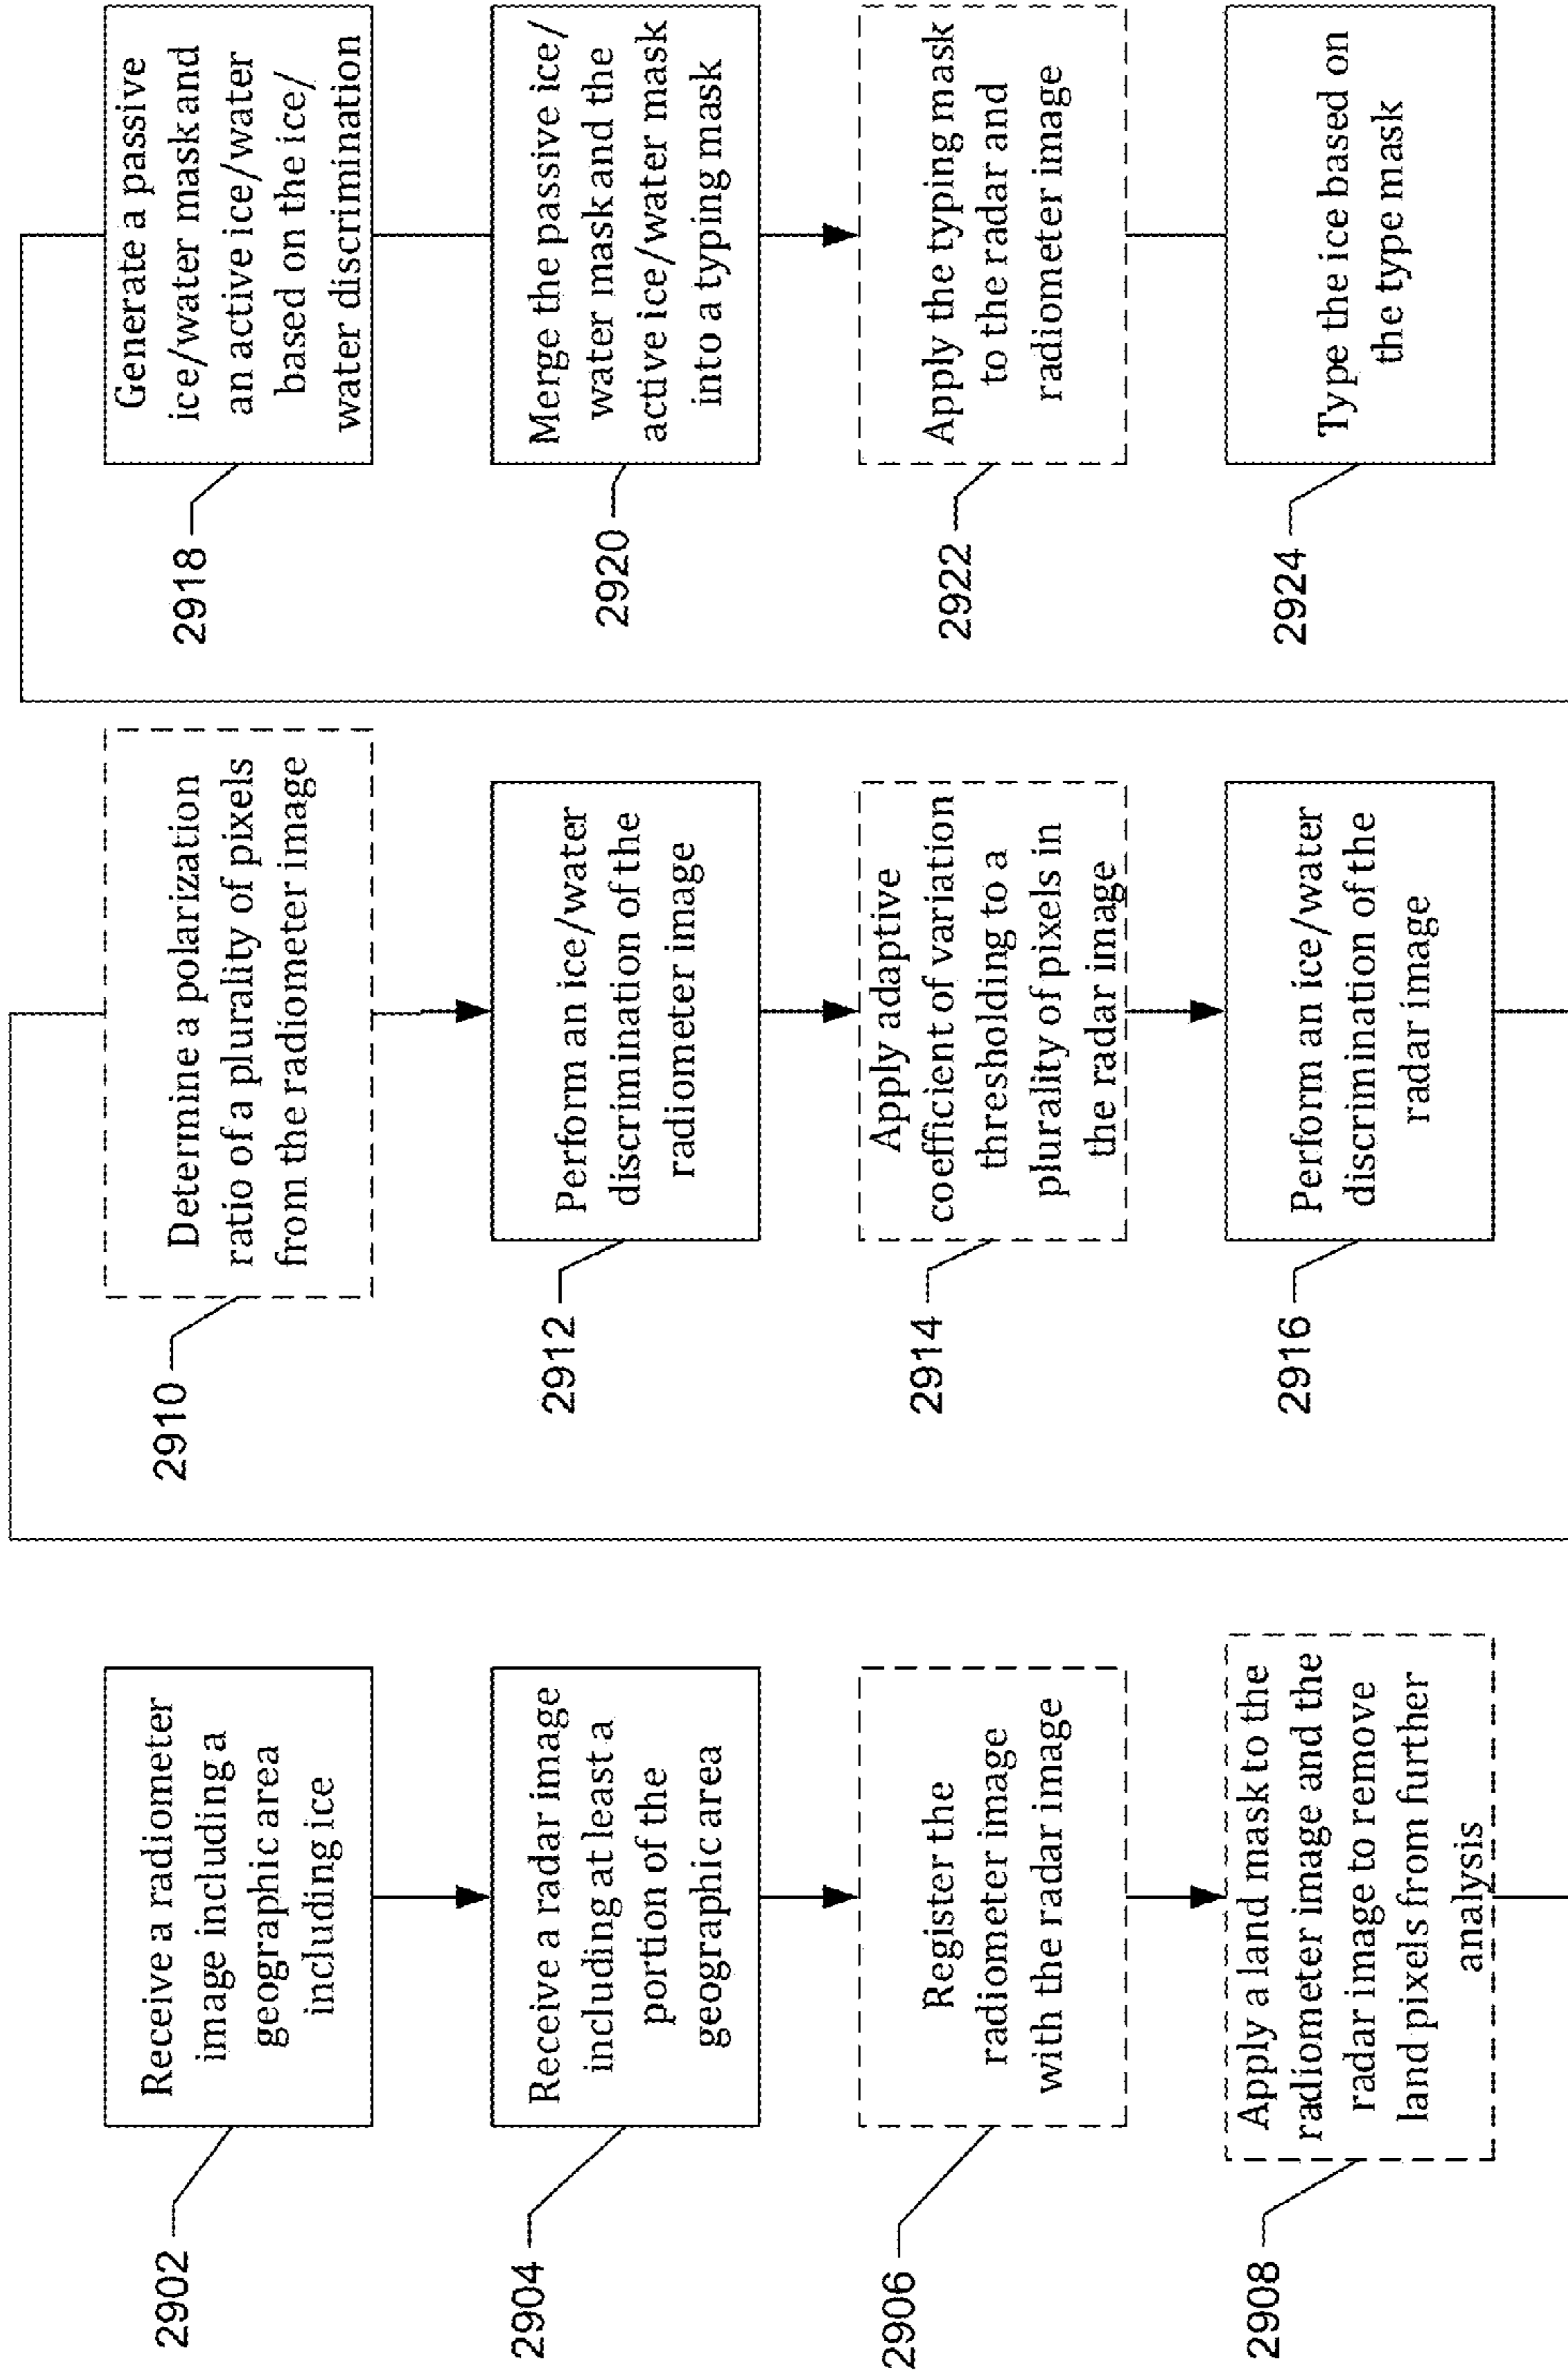 2902
Receive a radiometer
image including a
geographic area
including ice
2904
Receive a radar image
including at least a
portion of the
geographic area
2906
Register the
radiometer image
with the radar image
2908
Apply a land mask to the
radiometer image and the
radar image to remove
land pixels from further
analysis
2910
Determine a polarization
ratio of a plurality of pixels
from the radiometer image
2912
Perform an ice/water
discrimination of the
radiometer image
2914
Apply adaptive
coefficient of variation
thresholding to a
plurality of pixels in
the radar image
2916
Perform an ice/water
discrimination of the
radar image
2918
Generate a passive
ice/water mask and
an active ice/water
based on the ice/
water discrimination
2920
Merge the passive ice/
water mask and the
active ice/water mask
into a typing mask
2922
Apply the typing mask
to the radar and
radiometer image
2924
Type the ice based on
the type mask